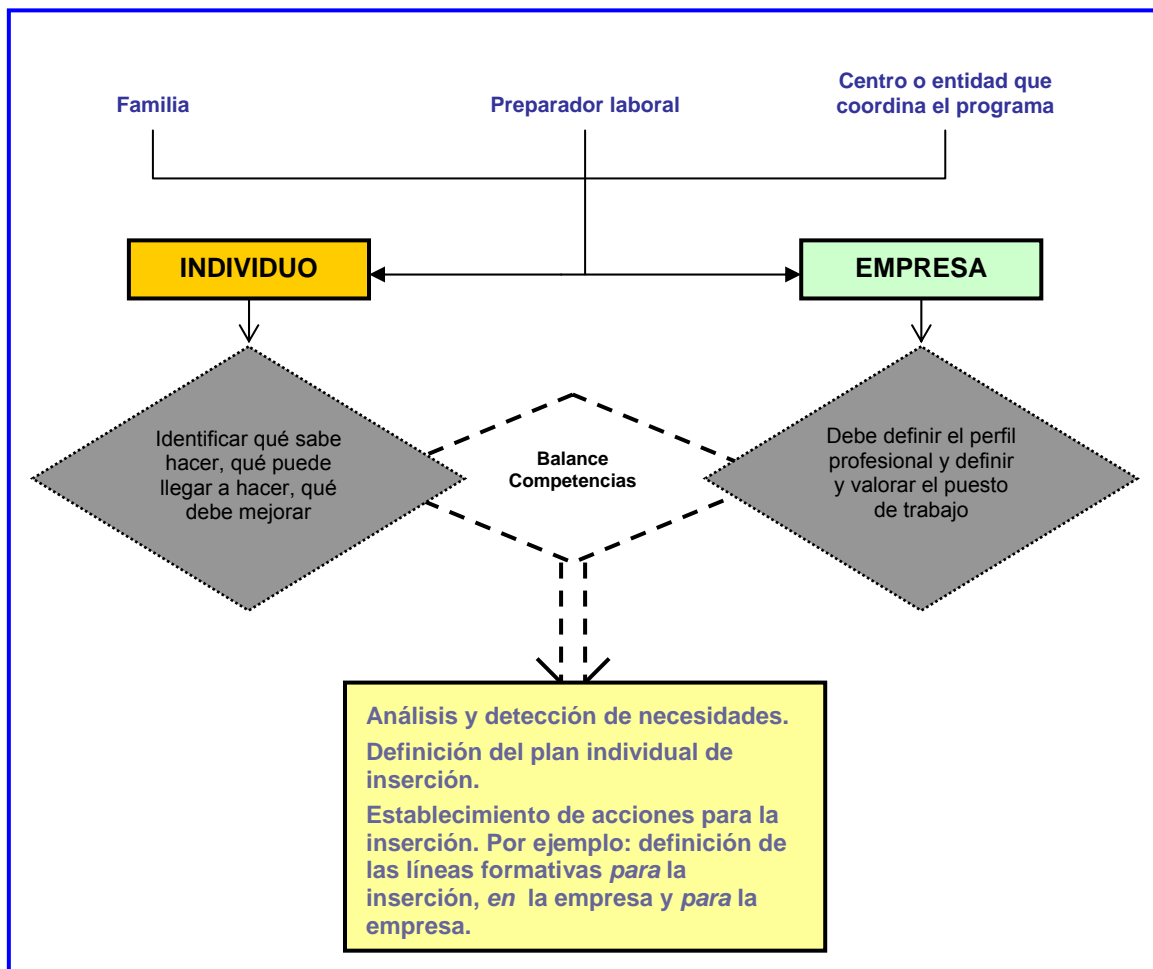 Familia
Preparador laboral
Centro o entidad que
coordina el programa
INDIVIDUO
EMPRESA
Identificar qué sabe
hacer, qué puede
llegar a hacer, qué
debe mejorar
Balance
Competencias
Debe definir el perfil
profesional y definir
y valorar el puesto
de trabajo
Análisis y detección de necesidades.
Definición del plan individual de
inserción.
Establecimiento de acciones para la
inserción. Por ejemplo: definición de
las líneas formativas para la
inserción, en la empresa y para la
empresa.